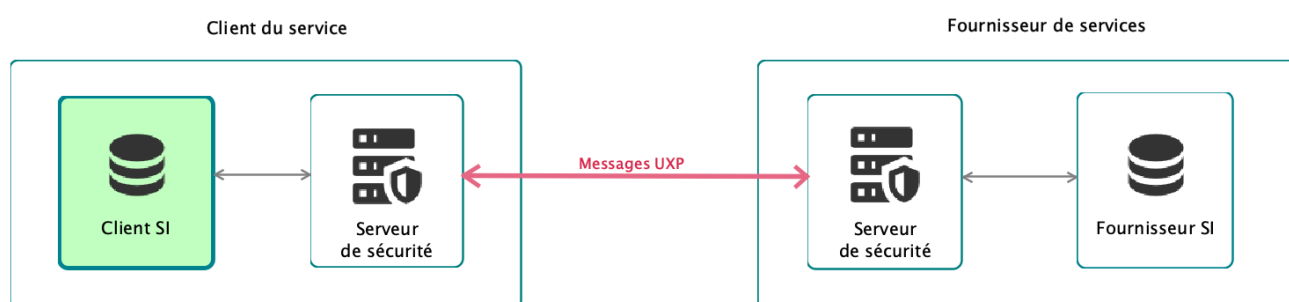 Client du service
Fournisseur de services
Client SI
Serveur
de sécurité
Messages UXP
Serveur
de sécurité
Fournisseur SI